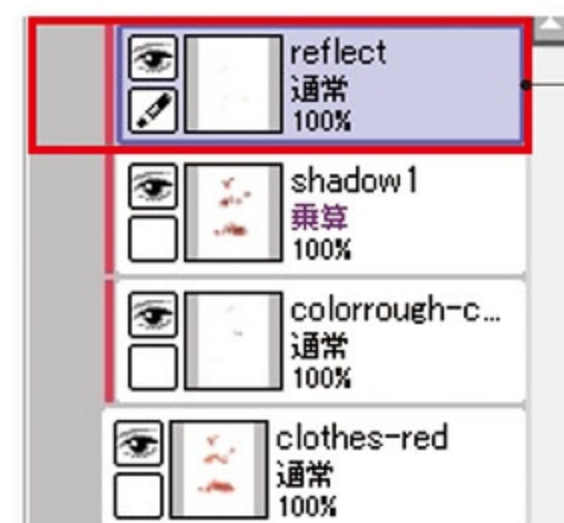 reflect
通常
100%
shadow1
乗算
100%
colorrough-c...
通常
100%
clothes-red
通常
100%